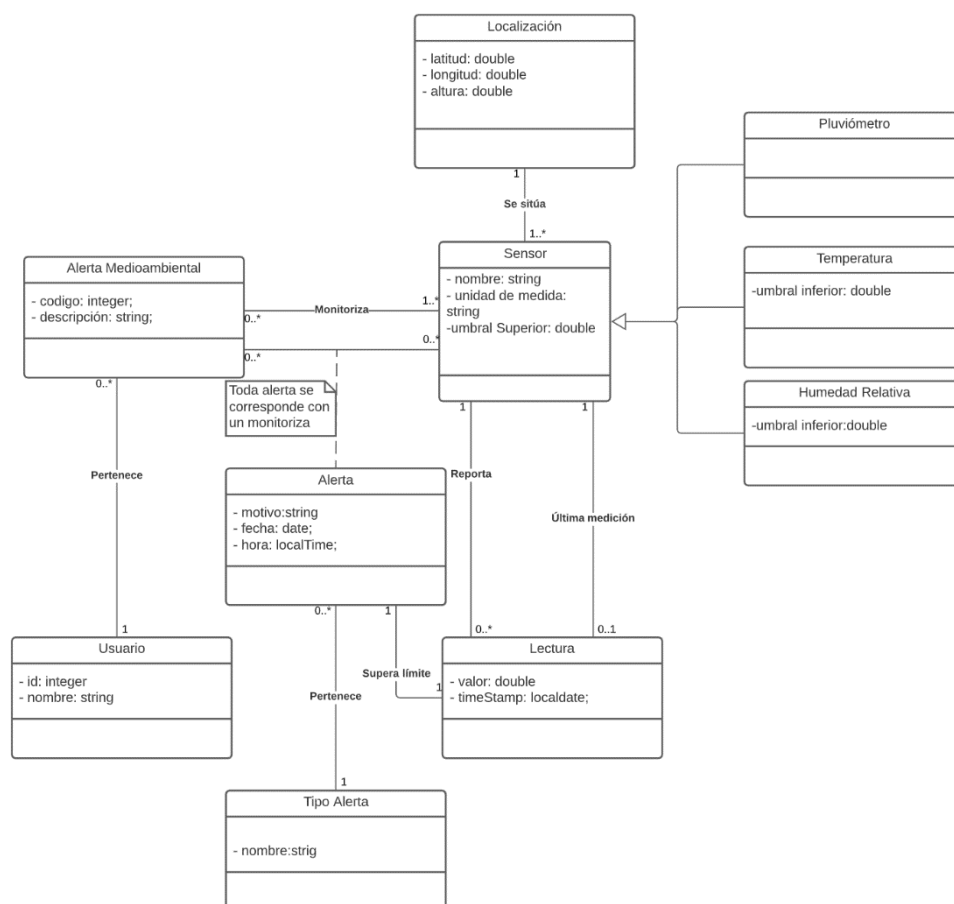 Localización
- latitud: double
- longitud: double
- altura: double
1
Se sitúa
1..*
Pluviómetro
Temperatura
-umbral inferior: double
Humedad Relativa
-umbral inferior:double
Sensor
- nombre: string
- unidad de medida:
string
-umbral Superior: double
Alerta Medioambiental
- codigo: integer;
- descripción: string;
1..*
Monitoriza
0..*
0..*
0..*
Toda alerta se
corresponde con
un monitoriza
0..*
Pertenece
1
1
1
Reporta
Última medición
0..*
0..1
Alerta
- motivo:string
- fecha: date;
- hora: localTime;
0..*
1
Supera límite
1
Pertenece
1
Usuario
- id: integer
- nombre: string
Lectura
- valor: double
- timeStamp: localdate;
Tipo Alerta
- nombre:strig